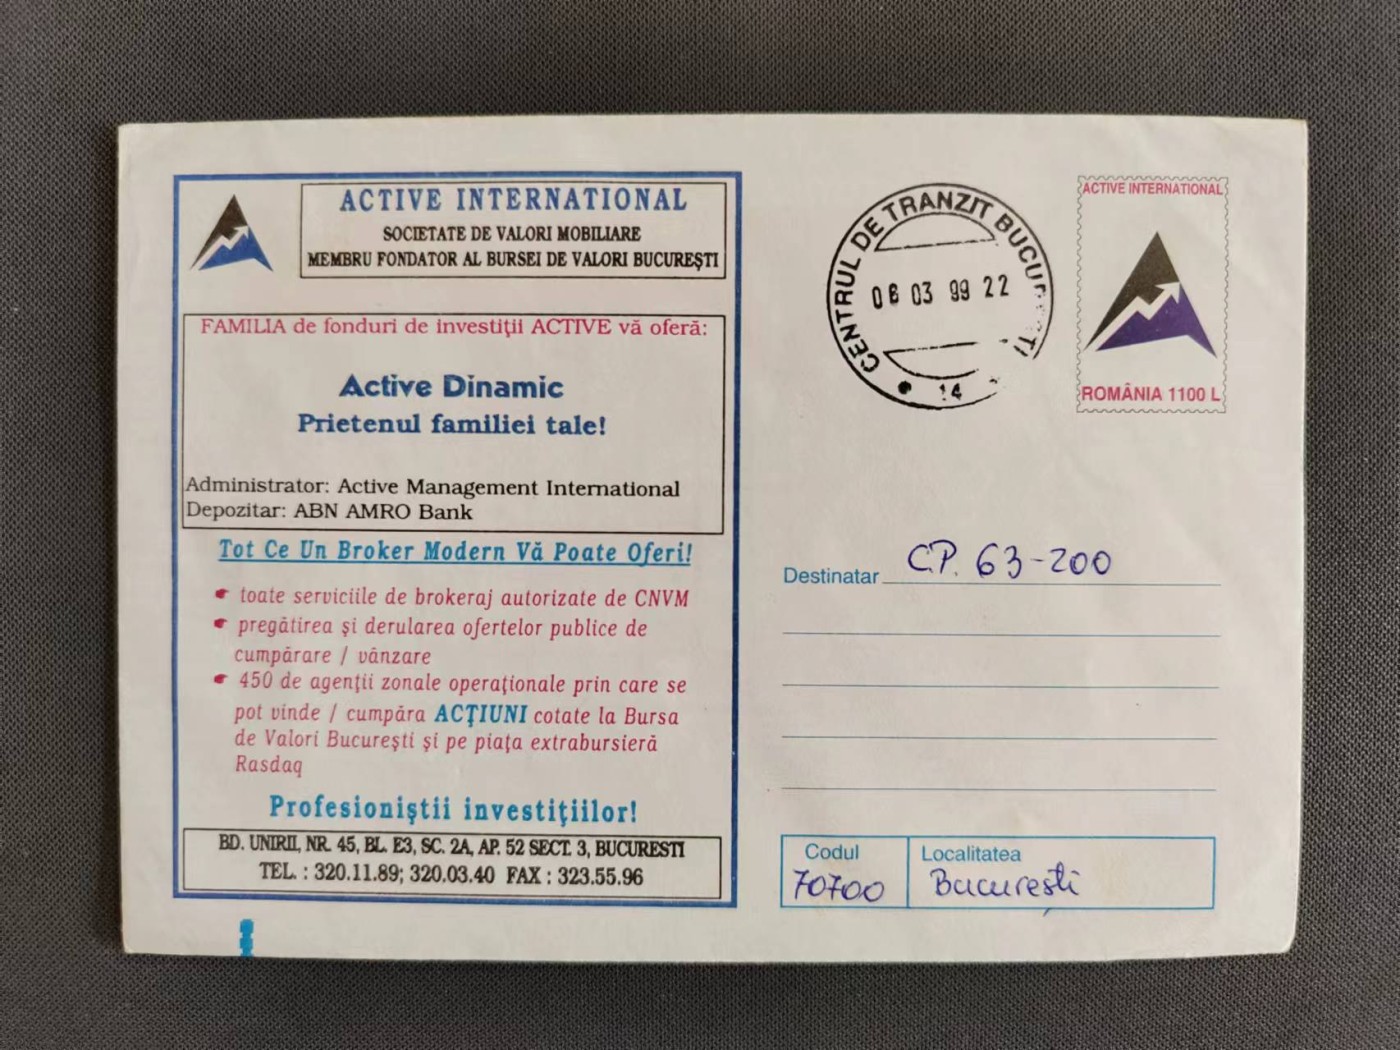 ACTIVE INTERNATIONAL
SOCIETATE DE VALORI MOBILIARE
MEMBRU FONDATOR AL BURSEI DE VALORI BUCUREŞTI
FAMILIA de fonduri de investiţii ACTIVE vă oferă:
Active Dinamic
Prietenul familiei tale!
Administrator: Active Management International
Depozitar: ABN AMRO Bank
Tot Ce Un Broker Modern Vă Poate Oferi!
toate serviciile de brokeraj autorizate de CNVM
pregătirea şi derularea ofertelor publice de
cumpărare / vânzare
450 de agenţii zonale operaţionale prin care se
pot vinde / cumpăra ACŢIUNI cotate la Bursa
de Valori Bucureşti şi pe piaţa extrabursieră
Rasdaq
Profesioniştii investiţiilor!
BD. UNIRII, NR. 45, BL. E3, SC. 2A, AP. 52 SECT. 3, BUCURESTI
TEL. : 320.11.89; 320.03.40 FAX : 323.55.96
CENTRUL DE TRANZIT
03 99 22
14
ACTIVE INTERNATIONAL
ROMÂNIA 1100 L
Destinatar C.P. 63-200
Codul
70700
Localitatea
Bucureşti